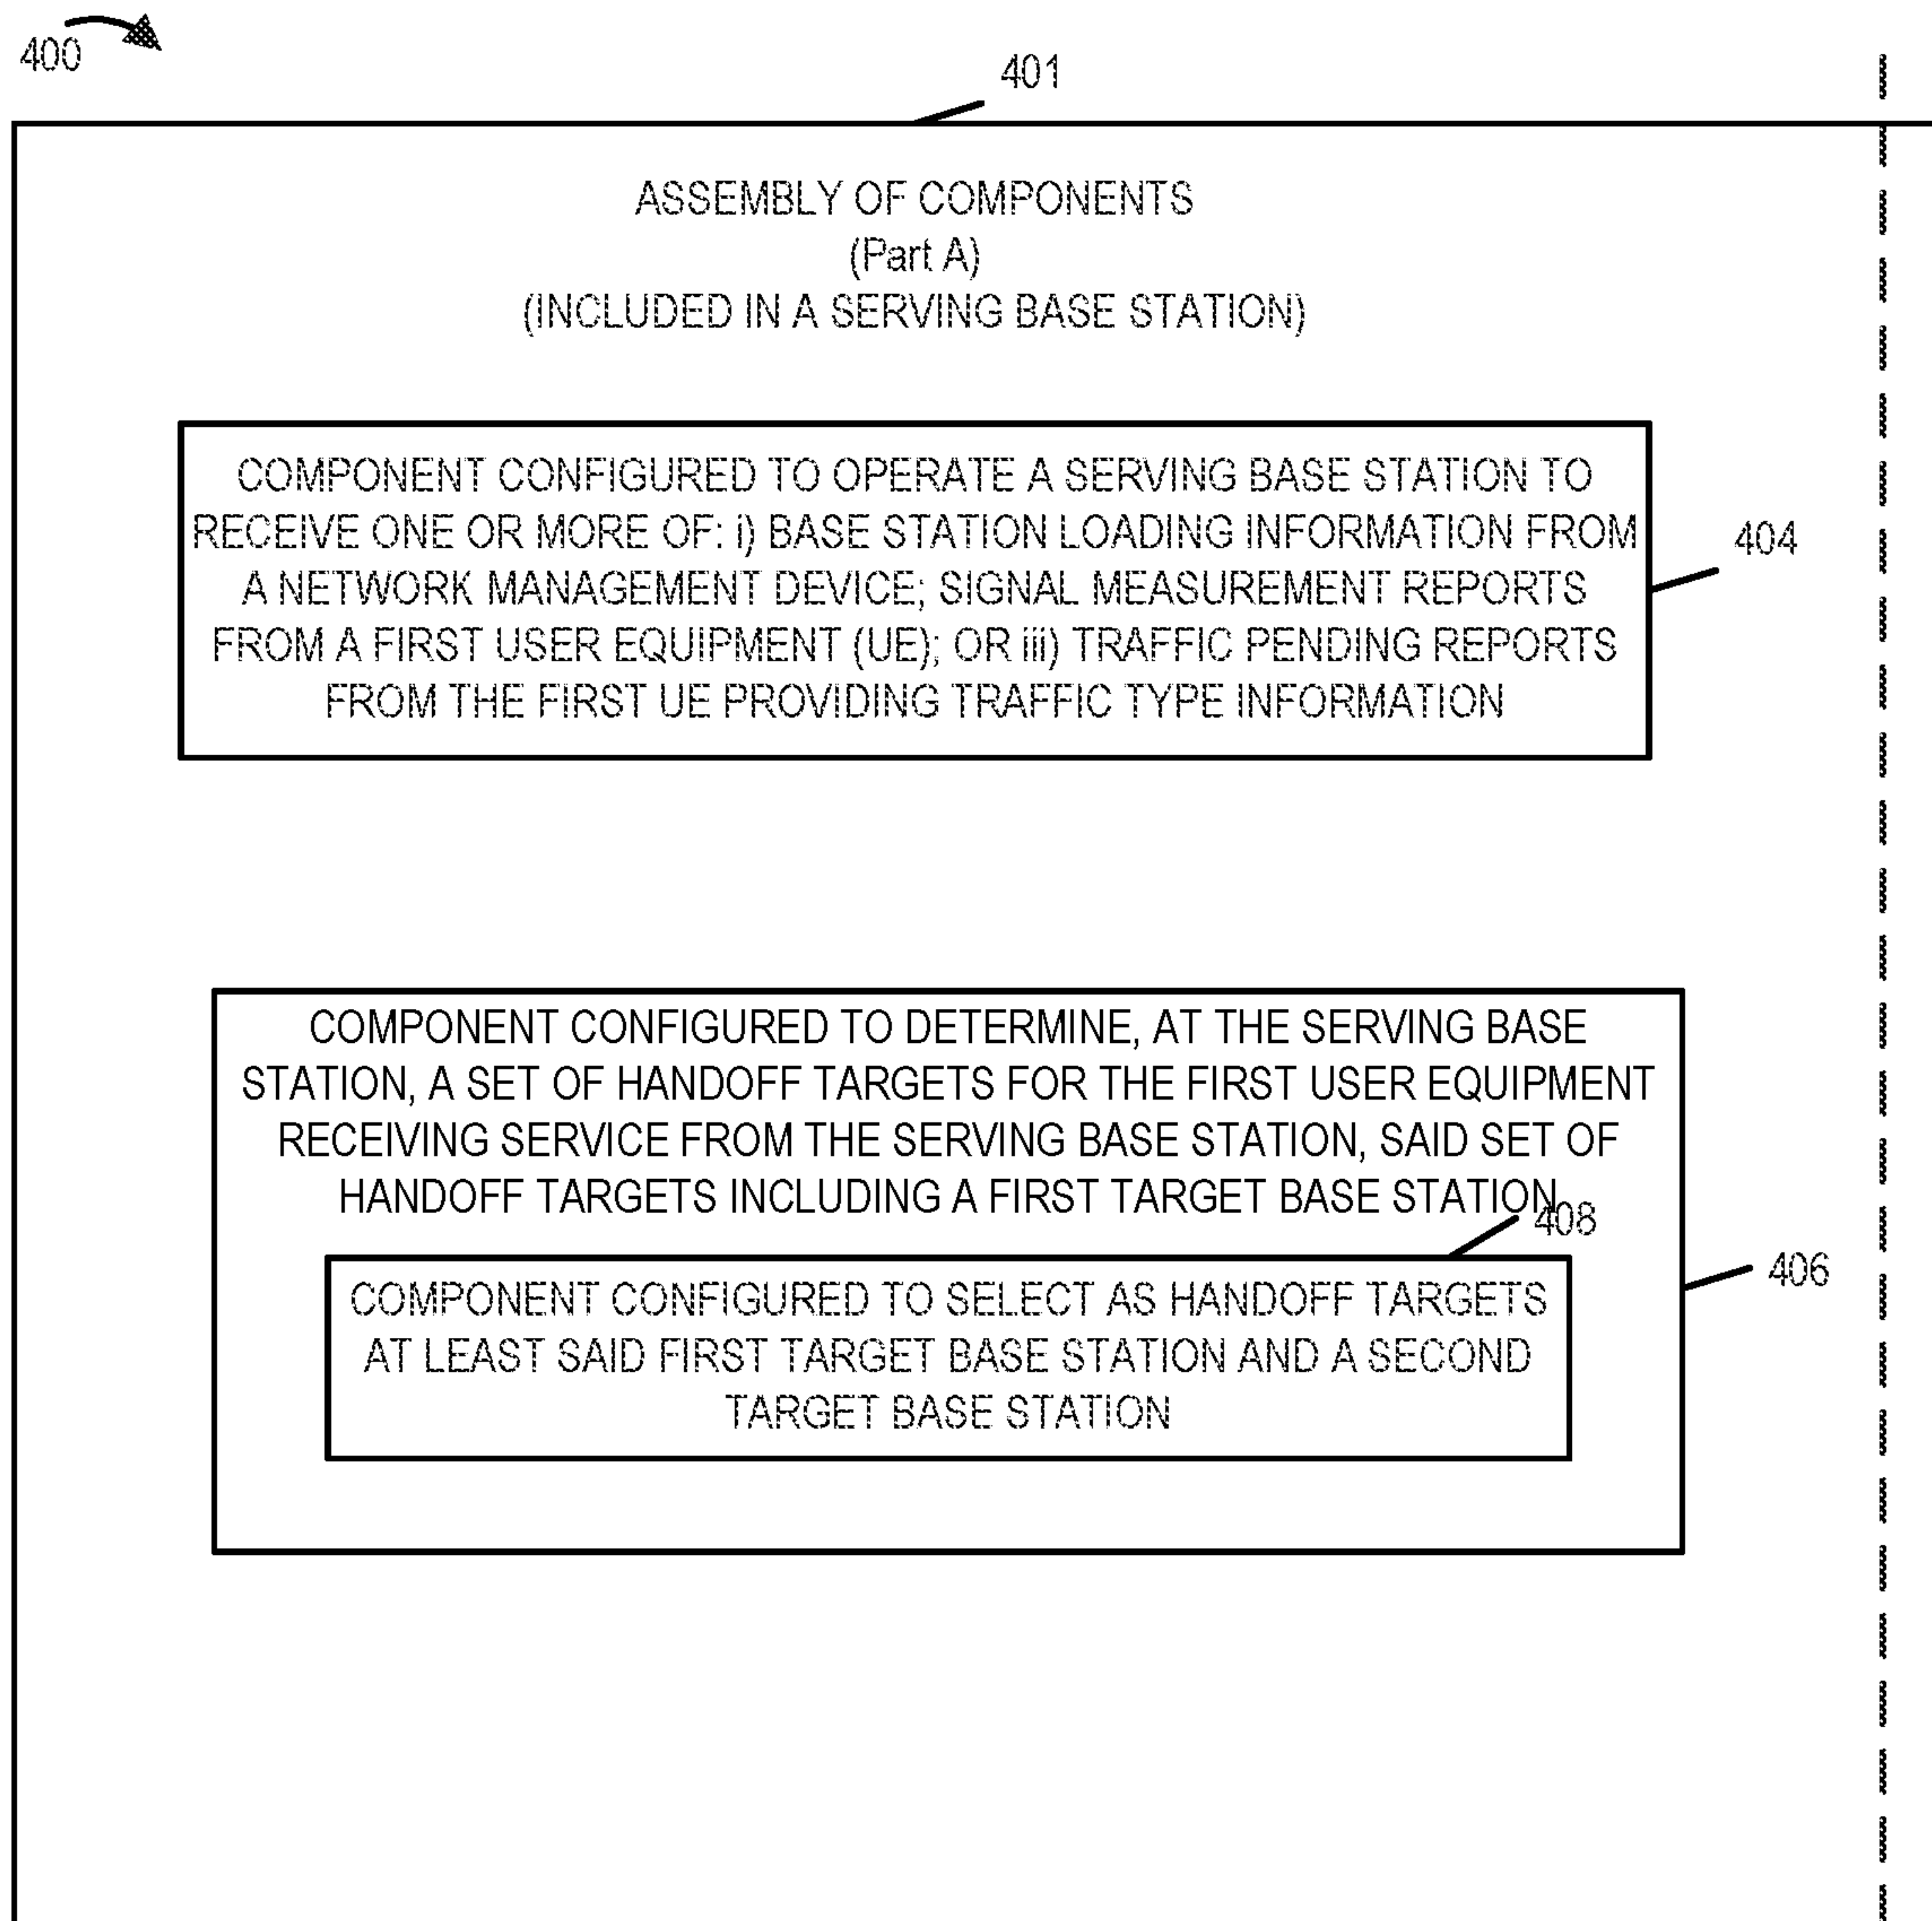 400
401
ASSEMBLY OF COMPONENTS
(Part A)
(INCLUDED IN A SERVING BASE STATION)
COMPONENT CONFIGURED TO OPERATE A SERVING BASE STATION TO
RECEIVE ONE OR MORE OF: i) BASE STATION LOADING INFORMATION FROM
A NETWORK MANAGEMENT DEVICE; SIGNAL MEASUREMENT REPORTS
FROM A FIRST USER EQUIPMENT (UE); OR iii) TRAFFIC PENDING REPORTS
FROM THE FIRST UE PROVIDING TRAFFIC TYPE INFORMATION
404
COMPONENT CONFIGURED TO DETERMINE, AT THE SERVING BASE
STATION, A SET OF HANDOFF TARGETS FOR THE FIRST USER EQUIPMENT
RECEIVING SERVICE FROM THE SERVING BASE STATION, SAID SET OF
HANDOFF TARGETS INCLUDING A FIRST TARGET BASE STATION
408
406
COMPONENT CONFIGURED TO SELECT AS HANDOFF TARGETS
AT LEAST SAID FIRST TARGET BASE STATION AND A SECOND
TARGET BASE STATION